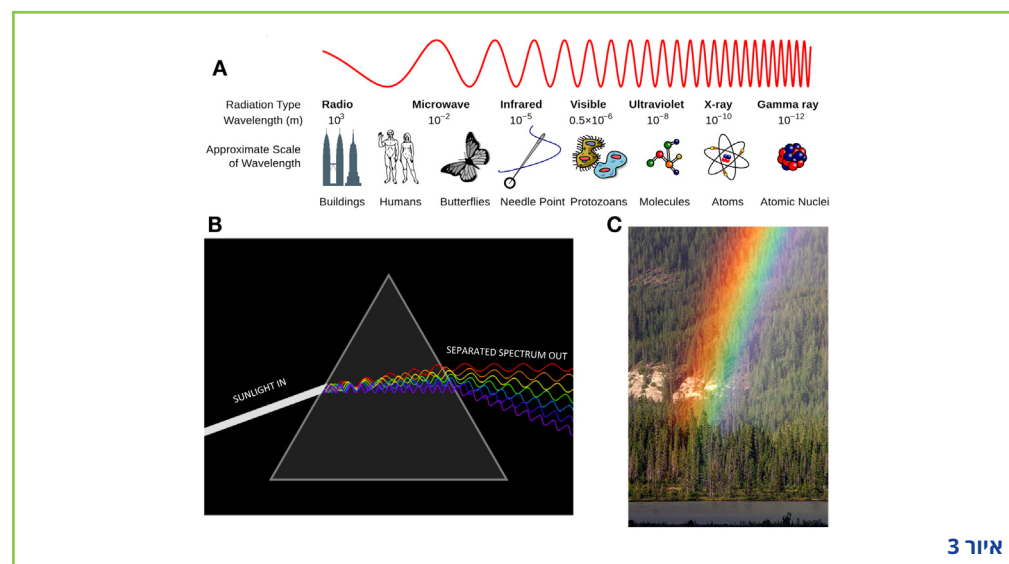 A
Radiation Type Radio Microwave Infrared Visible Ultraviolet X-ray Gamma ray
Wavelength (m) 10³ 10⁻² 10⁻⁵ 0.5×10⁻⁶ 10⁻⁸ 10⁻¹⁰ 10⁻¹²
Approximate Scale
of Wavelength
Buildings Humans Butterflies Needle Point Protozoans Molecules Atoms Atomic Nuclei
B
SUNLIGHT IN
SEPARATED SPECTRUM OUT
C
איור 3